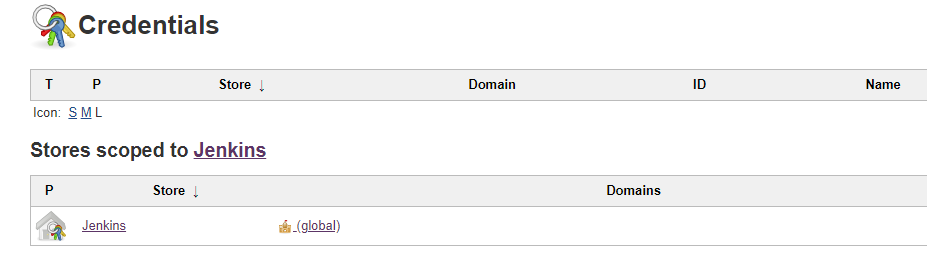 Credentials
T P Store ↓ Domain ID Name
Icon: S M L
Stores scoped to Jenkins
P Store ↓ Domains
Jenkins (global)